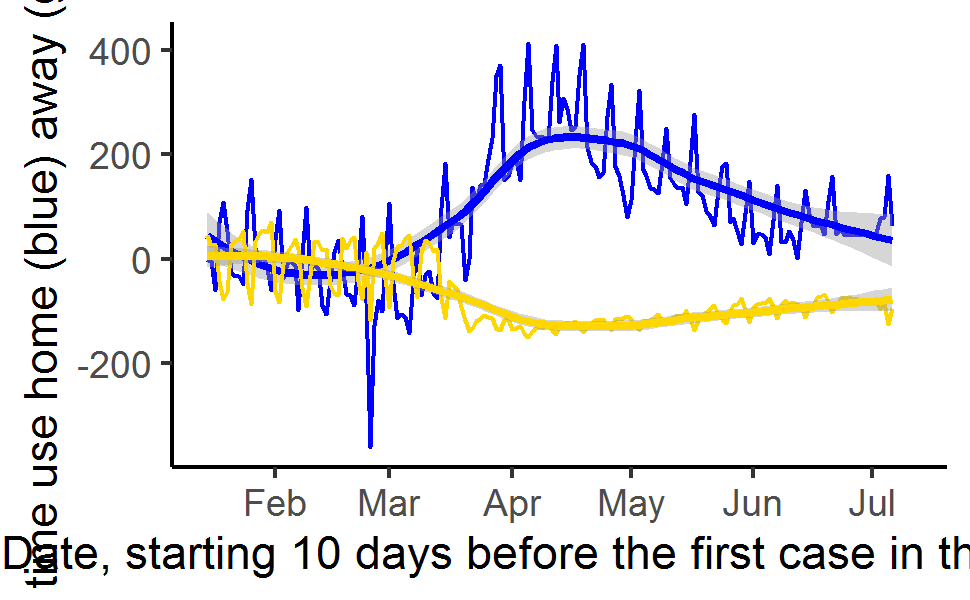 time use home (blue) away (
400
200
0
-200
Feb Mar Apr May Jun Jul
Date, starting 10 days before the first case in th